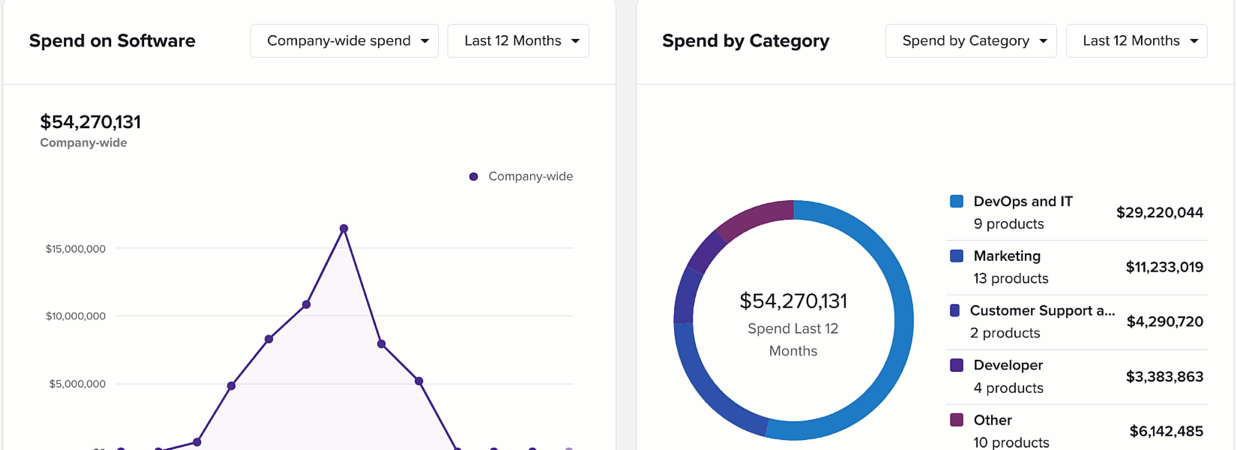 Spend on Software
Company-wide spend
Last 12 Months
$54,270,131
Company-wide
Company-wide
$15,000,000
$10,000,000
$5,000,000
Spend by Category
Spend by Category
Last 12 Months
$54,270,131
Spend Last 12
Months
DevOps and IT
9 products
$29,220,044
Marketing
13 products
$11,233,019
Customer Support a...
2 products
$4,290,720
Developer
4 products
$3,383,863
Other
10 products
$6,142,485